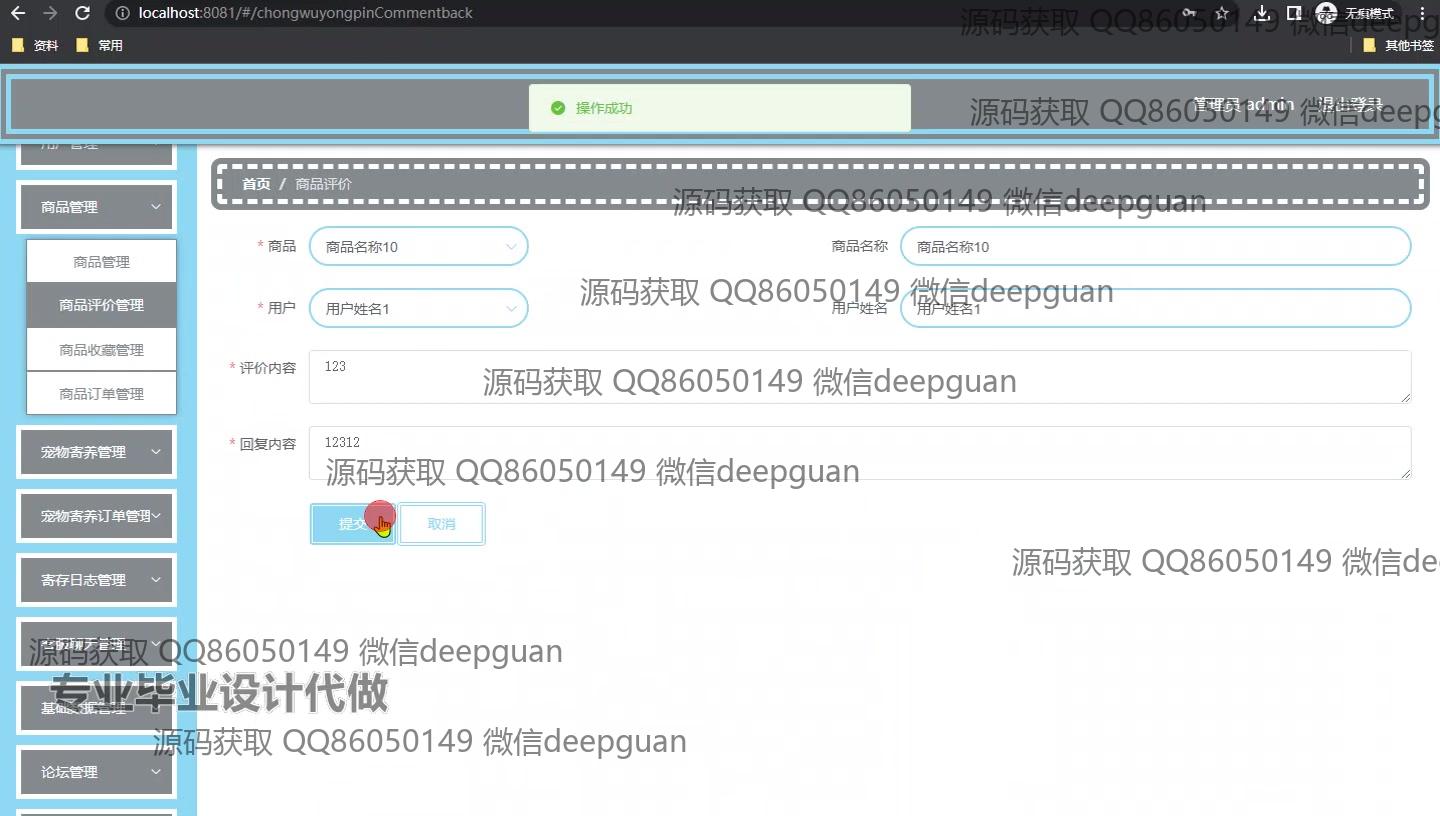 localhost:8081/#/chongwuyongpinCommentback
无痕模式
资料
常用
其他书签
源码获取 QQ86050149 微信deepg
操作成功
管理员 admin
退出登录
源码获取 QQ86050149 微信deepg
用户管理
首页 / 商品评价
源码获取 QQ86050149 微信deepguan
商品管理
商品管理
商品评价管理
商品收藏管理
商品订单管理
宠物寄养管理
宠物寄养订单管理
寄存日志管理
基础数据管理
论坛管理
* 商品 商品名称10
商品名称 商品名称10
源码获取 QQ86050149 微信deepguan
* 用户 用户姓名1
用户姓名 用户姓名1
* 评价内容 123
源码获取 QQ86050149 微信deepguan
* 回复内容 12312
源码获取 QQ86050149 微信deepguan
提交 取消
源码获取 QQ86050149 微信de
源码获取 QQ86050149 微信deepguan
专业毕业设计代做
源码获取 QQ86050149 微信deepguan